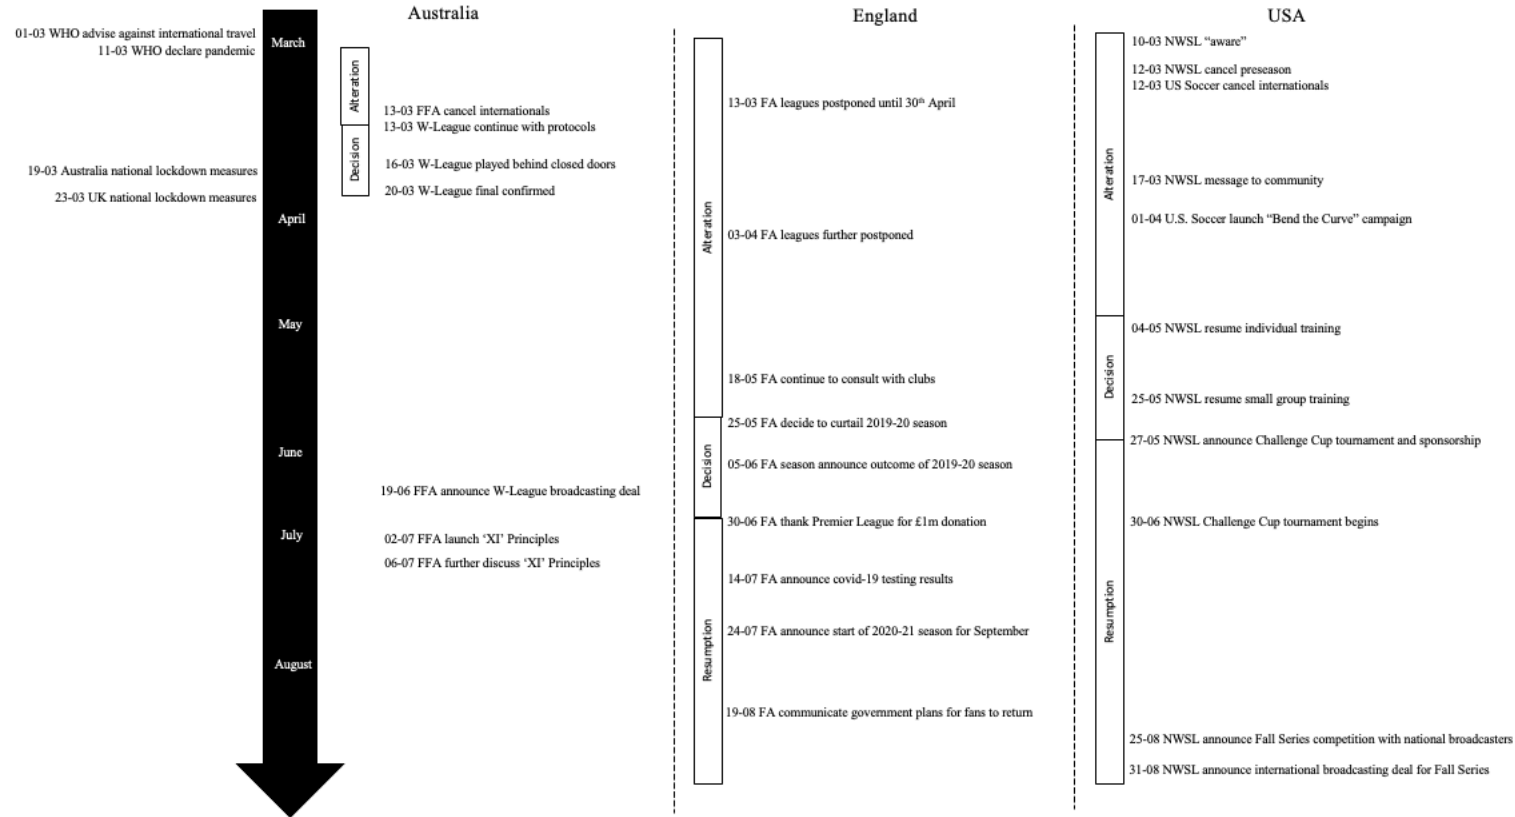 Australia
England
USA
01-03 WHO advise against international travel
11-03 WHO declare pandemic
19-03 Australia national lockdown measures
23-03 UK national lockdown measures
March
April
May
June
July
August
Alteration
Decision
13-03 FFA cancel internationals
13-03 W-League continue with protocols
16-03 W-League played behind closed doors
20-03 W-League final confirmed
19-06 FFA announce W-League broadcasting deal
02-07 FFA launch ‘XI’ Principles
06-07 FFA further discuss ‘XI’ Principles
Alteration
Decision
Resumption
13-03 FA leagues postponed until 30th April
03-04 FA leagues further postponed
18-05 FA continue to consult with clubs
25-05 FA decide to curtail 2019-20 season
05-06 FA season announce outcome of 2019-20 season
30-06 FA thank Premier League for £1m donation
14-07 FA announce covid-19 testing results
24-07 FA announce start of 2020-21 season for September
19-08 FA communicate government plans for fans to return
Alteration
Decision
Resumption
10-03 NWSL “aware”
12-03 NWSL cancel preseason
12-03 US Soccer cancel internationals
17-03 NWSL message to community
01-04 U.S. Soccer launch “Bend the Curve” campaign
04-05 NWSL resume individual training
25-05 NWSL resume small group training
27-05 NWSL announce Challenge Cup tournament and sponsorship
30-06 NWSL Challenge Cup tournament begins
25-08 NWSL announce Fall Series competition with national broadcasters
31-08 NWSL announce international broadcasting deal for Fall Series